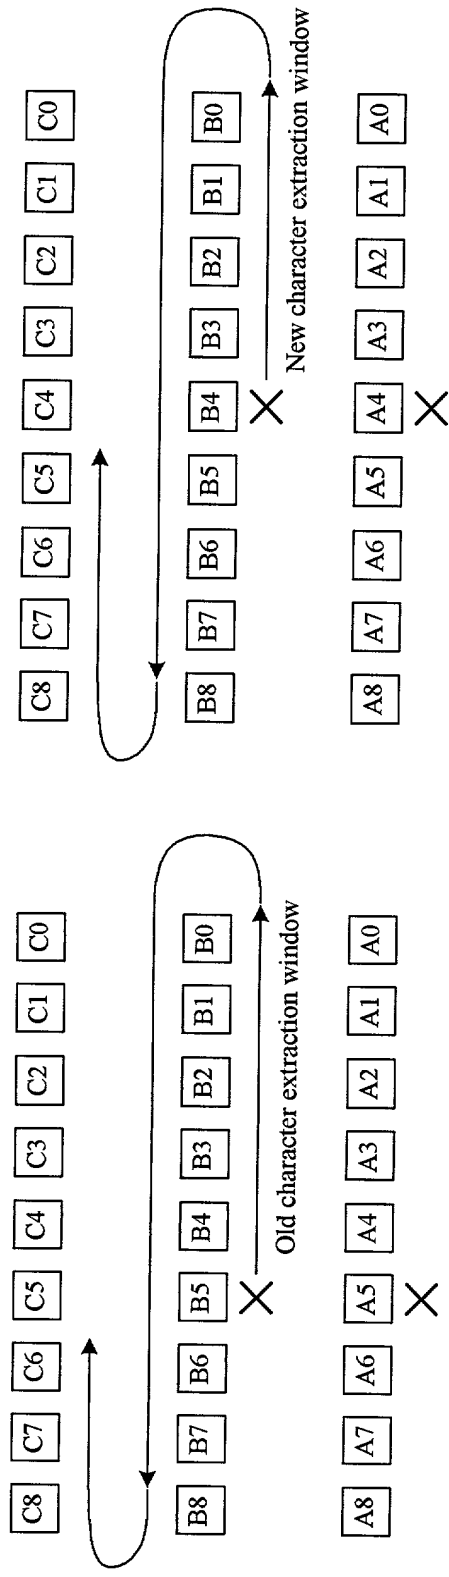 C8 C7 C6 C5 C4 C3 C2 C1 C0
B8 B7 B6 B5 B4 B3 B2 B1 B0
Old character extraction window
A8 A7 A6 A5 A4 A3 A2 A1 A0
C8 C7 C6 C5 C4 C3 C2 C1 C0
B8 B7 B6 B5 B4 B3 B2 B1 B0
New character extraction window
A8 A7 A6 A5 A4 A3 A2 A1 A0